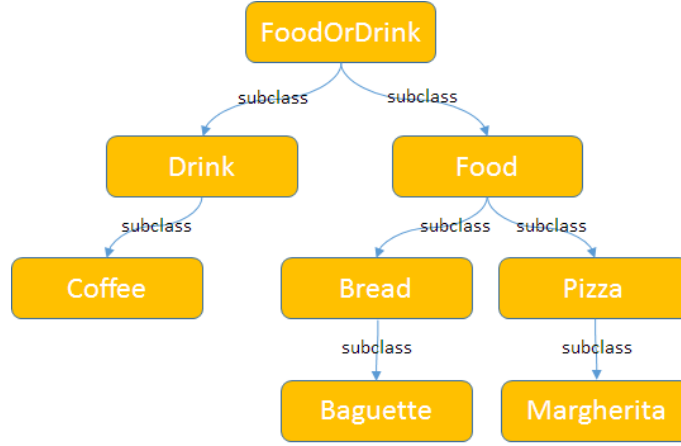 FoodOrDrink
subclass
subclass
Drink
Food
subclass
subclass
subclass
Coffee
Bread
Pizza
subclass
subclass
Baguette
Margherita